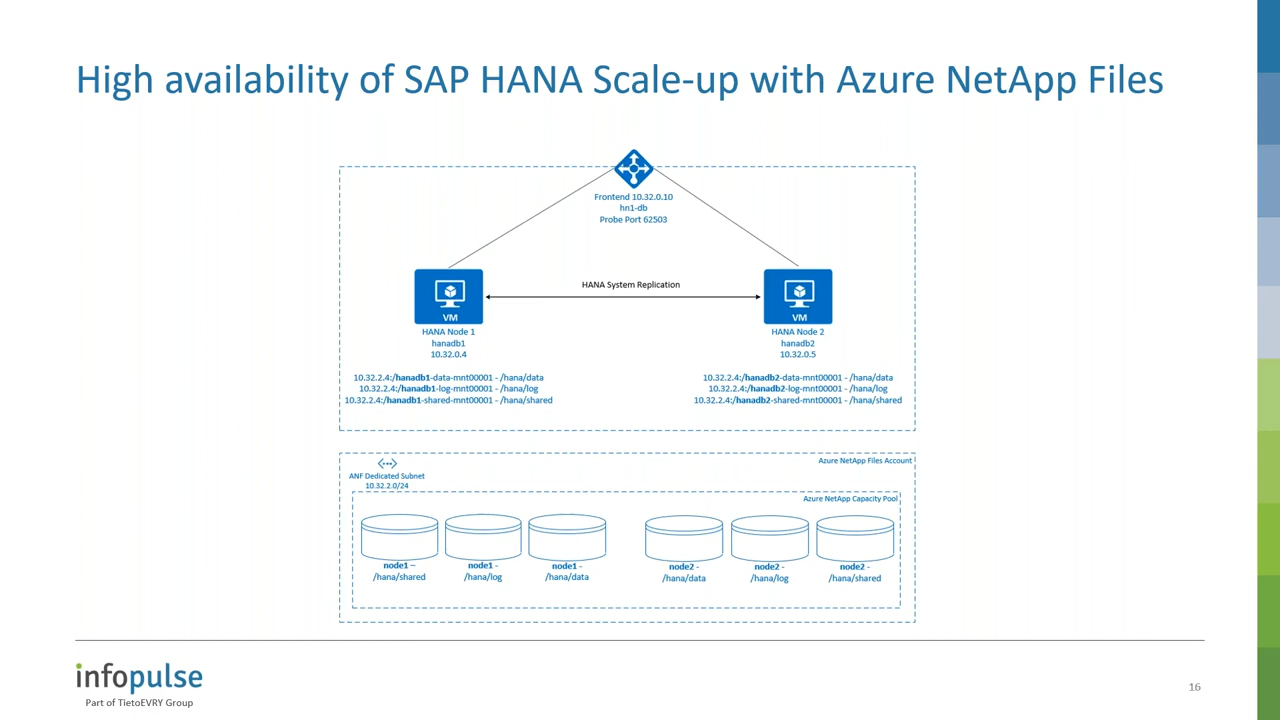 High availability of SAP HANA Scale-up with Azure NetApp Files
Frontend 10.32.0.10
hn1-db
Probe Port 62503
HANA System Replication
VM
HANA Node 1
hanadb1
10.32.0.4
VM
HANA Node 2
hanadb2
10.32.0.5
10.32.2.4:/hanadb1-data-mnt00001 - /hana/data
10.32.2.4:/hanadb1-log-mnt00001 - /hana/log
10.32.2.4:/hanadb1-shared-mnt00001 - /hana/shared
10.32.2.4:/hanadb2-data-mnt00001 - /hana/data
10.32.2.4:/hanadb2-log-mnt00001 - /hana/log
10.32.2.4:/hanadb2-shared-mnt00001 - /hana/shared
Azure NetApp Files Account
ANF Dedicated Subnet
10.32.2.0/24
Azure NetApp Capacity Pool
node1 –
/hana/shared
node1 -
/hana/log
node1 -
/hana/data
node2 -
/hana/data
node2 -
/hana/log
node2 -
/hana/shared
infopulse
Part of TietoEVRY Group
16